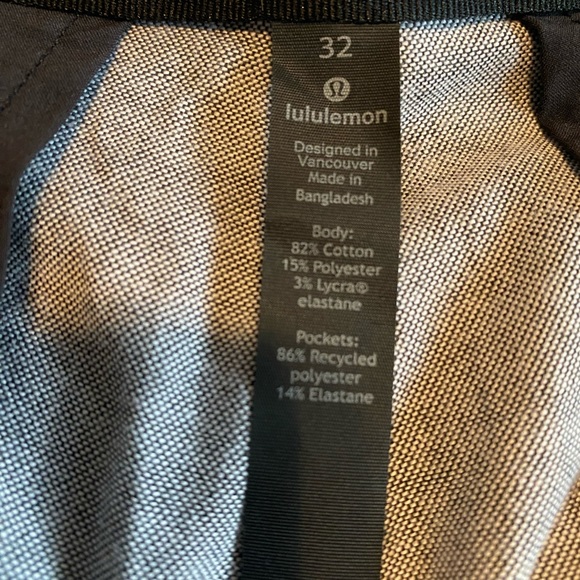 32
lululemon
Designed in
Vancouver
Made in
Bangladesh
Body:
82% Cotton
15% Polyester
3% Lycra®
elastane
Pockets:
86% Recycled
polyester
14% Elastane